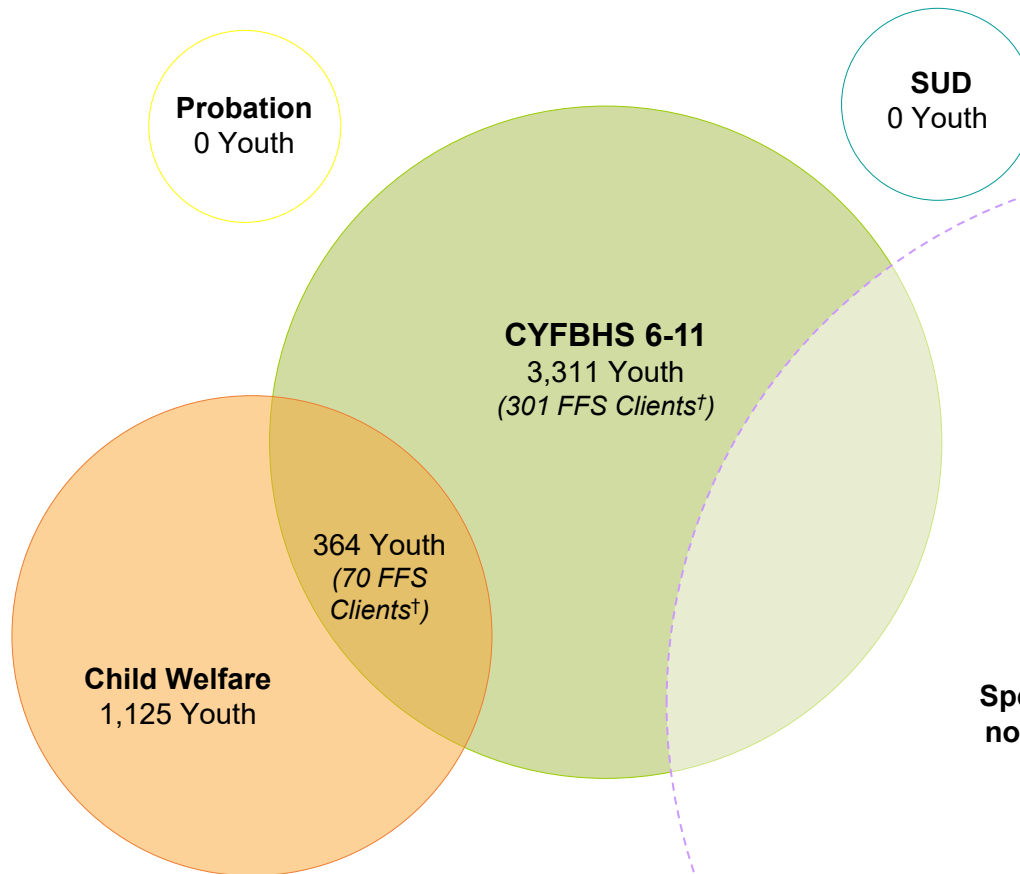 Probation
0 Youth
SUD
0 Youth
CYFBHS 6-11
3,311 Youth
(301 FFS Clients†)
364 Youth
(70 FFS
Clients†)
Child Welfare
1,125 Youth